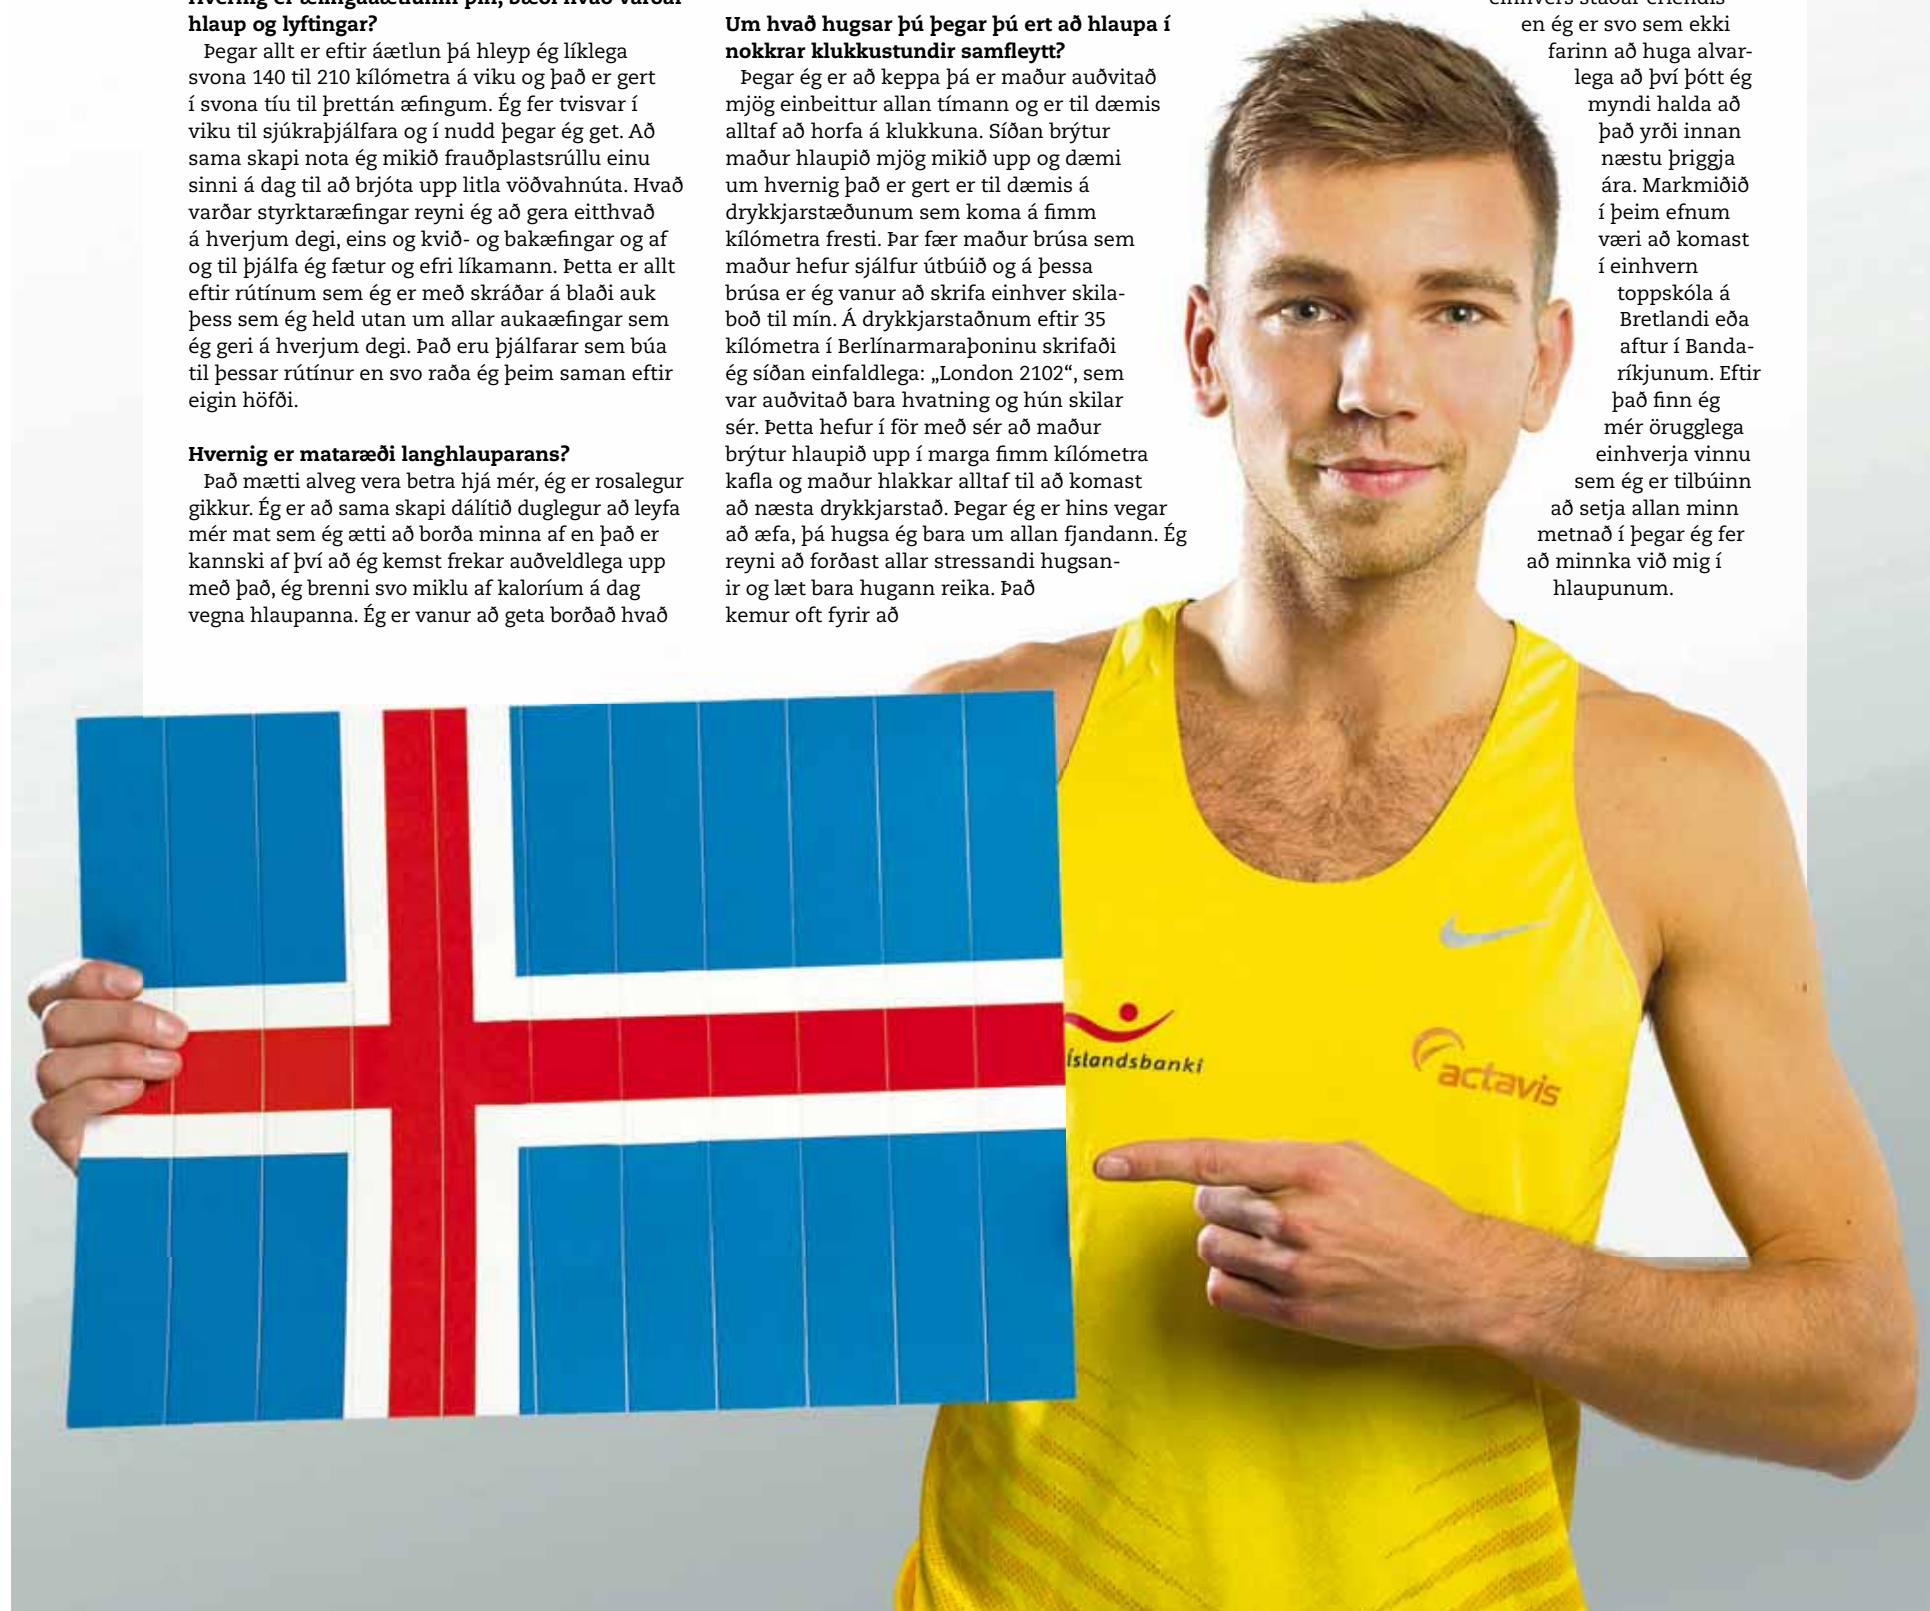 hlaup og lyftingar?
Þegar allt er eftir áætlun þá hleyp ég líklega
svona 140 til 210 kílómetra á viku og það er gert
í svona tíu til þrettán æfingum. Ég fer tvisvar í
viku til sjúkraþjálfara og í nudd þegar ég get. Að
sama skapi nota ég mikið frauðplastsrúllu einu
sinni á dag til að brjóta upp litla vöðvahnúta. Hvað
varðar styrktaræfingar reyni ég að gera eitthvað
á hverjum degi, eins og kvið- og bakæfingar og af
og til þjálfa ég fætur og efri líkamann. Þetta er allt
eftir rútínum sem ég er með skráðar á blaði auk
þess sem ég held utan um allar aukaæfingar sem
ég geri á hverjum degi. Það eru þjálfarar sem búa
til þessar rútínur en svo raða ég þeim saman eftir
eigin höfði.
Hvernig er mataræði langhlauparans?
Það mætti alveg vera betra hjá mér, ég er rosalegur
gikkur. Ég er að sama skapi dálítið duglegur að leyfa
mér mat sem ég ætti að borða minna af en það er
kannski af því að ég kemst frekar auðveldlega upp
með það, ég brenni svo miklu af kaloríum á dag
vegna hlaupanna. Ég er vanur að geta borðað hvað
Um hvað hugsar þú þegar þú ert að hlaupa í
nokkrar klukkustundir samfleytt?
Þegar ég er að keppa þá er maður auðvitað
mjög einbeittur allan tímann og er til dæmis
alltaf að horfa á klukkuna. Síðan brýtur
maður hlaupið mjög mikið upp og dæmi
um hvernig það er gert er til dæmis á
drykkjarstæðunum sem koma á fimm
kílómetra fresti. Þar fær maður brúsa sem
maður hefur sjálfur útbúið og á þessa
brúsa er ég vanur að skrifa einhver skila-
boð til mín. Á drykkjarstaðnum eftir 35
kílómetra í Berlínarmaraþoninu skrifaði
ég síðan einfaldlega: „London 2102“, sem
var auðvitað bara hvatning og hún skilar
sér. Þetta hefur í för með sér að maður
brýtur hlaupið upp í marga fimm kílómetra
kafla og maður hlakkar alltaf til að komast
að næsta drykkjarstað. Þegar ég er hins vegar
að æfa, þá hugsa ég bara um allan fjandann. Ég
reyni að forðast allar stressandi hugsan-
ir og læt bara hugann reika. Það
kemur oft fyrir að
en ég er svo sem ekki
farinn að huga alvar-
lega að því þótt ég
myndi halda að
það yrði innan
næstu þriggja
ára. Markmiðið
í þeim efnum
væri að komast
í einhvern
toppskóla á
Bretlandi eða
aftur í Banda-
ríkjunum. Eftir
það finn ég
mér örugglega
einhverja vinnu
sem ég er tilbúinn
að setja allan minn
metnað í þegar ég fer
að minnka við mig í
hlaupunum.
íslandsbanki
actavis